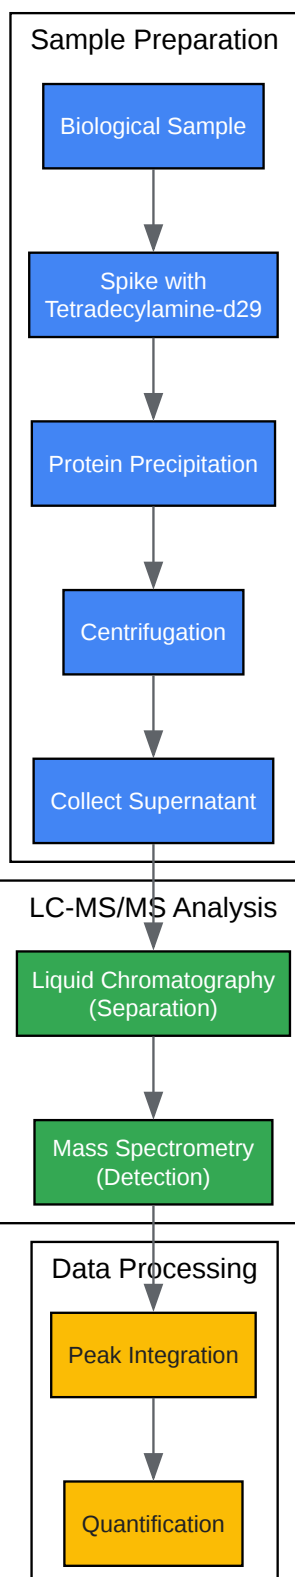 Sample Preparation
Biological Sample
Spike with
Tetradecylamine-d29
Protein Precipitation
Centrifugation
Collect Supernatant
LC-MS/MS Analysis
Liquid Chromatography
(Separation)
Mass Spectrometry
(Detection)
Data Processing
Peak Integration
Quantification